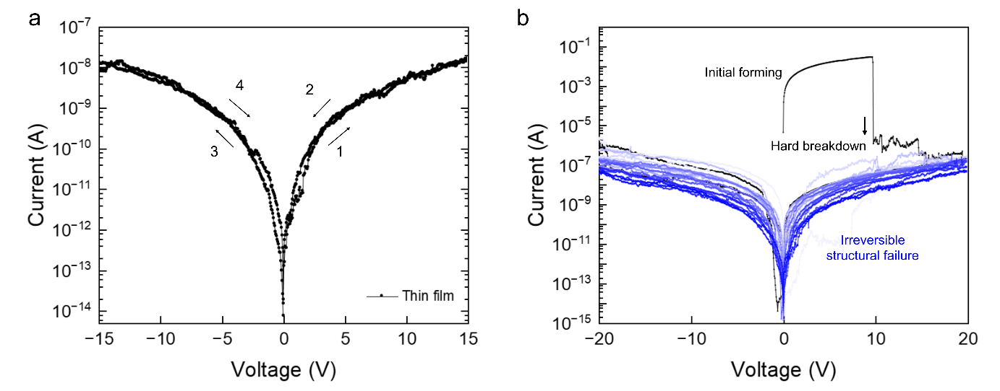 a
10⁻⁷
10⁻⁸
10⁻⁹
10⁻¹⁰
10⁻¹¹
10⁻¹²
10⁻¹³
10⁻¹⁴
Current (A)
4
2
3
1
Thin film
−15
−10
−5
0
5
10
15
Voltage (V)
b
10⁻¹
10⁻³
10⁻⁵
10⁻⁷
10⁻⁹
10⁻¹¹
10⁻¹³
10⁻¹⁵
Current (A)
Initial forming
Hard breakdown
Irreversible
structural failure
−20
−10
0
10
20
Voltage (V)